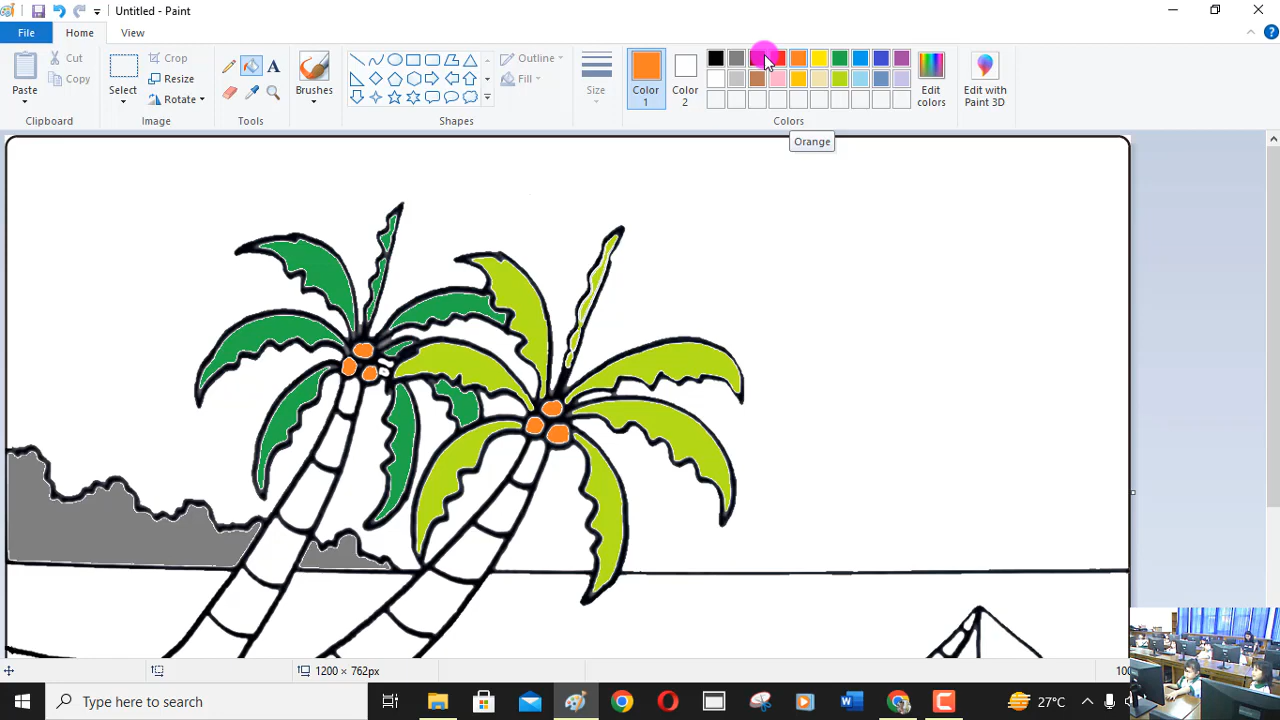 Untitled - Paint
File
Home
View
Paste
Cut
Copy
Clipboard
Select
Crop
Resize
Rotate
Image
A
Tools
Brushes
Shapes
Outline
Fill
Size
Color
1
Color
2
Colors
Edit
colors
Edit with
Paint 3D
Orange
1200 × 762px
10
Type here to search
27°C